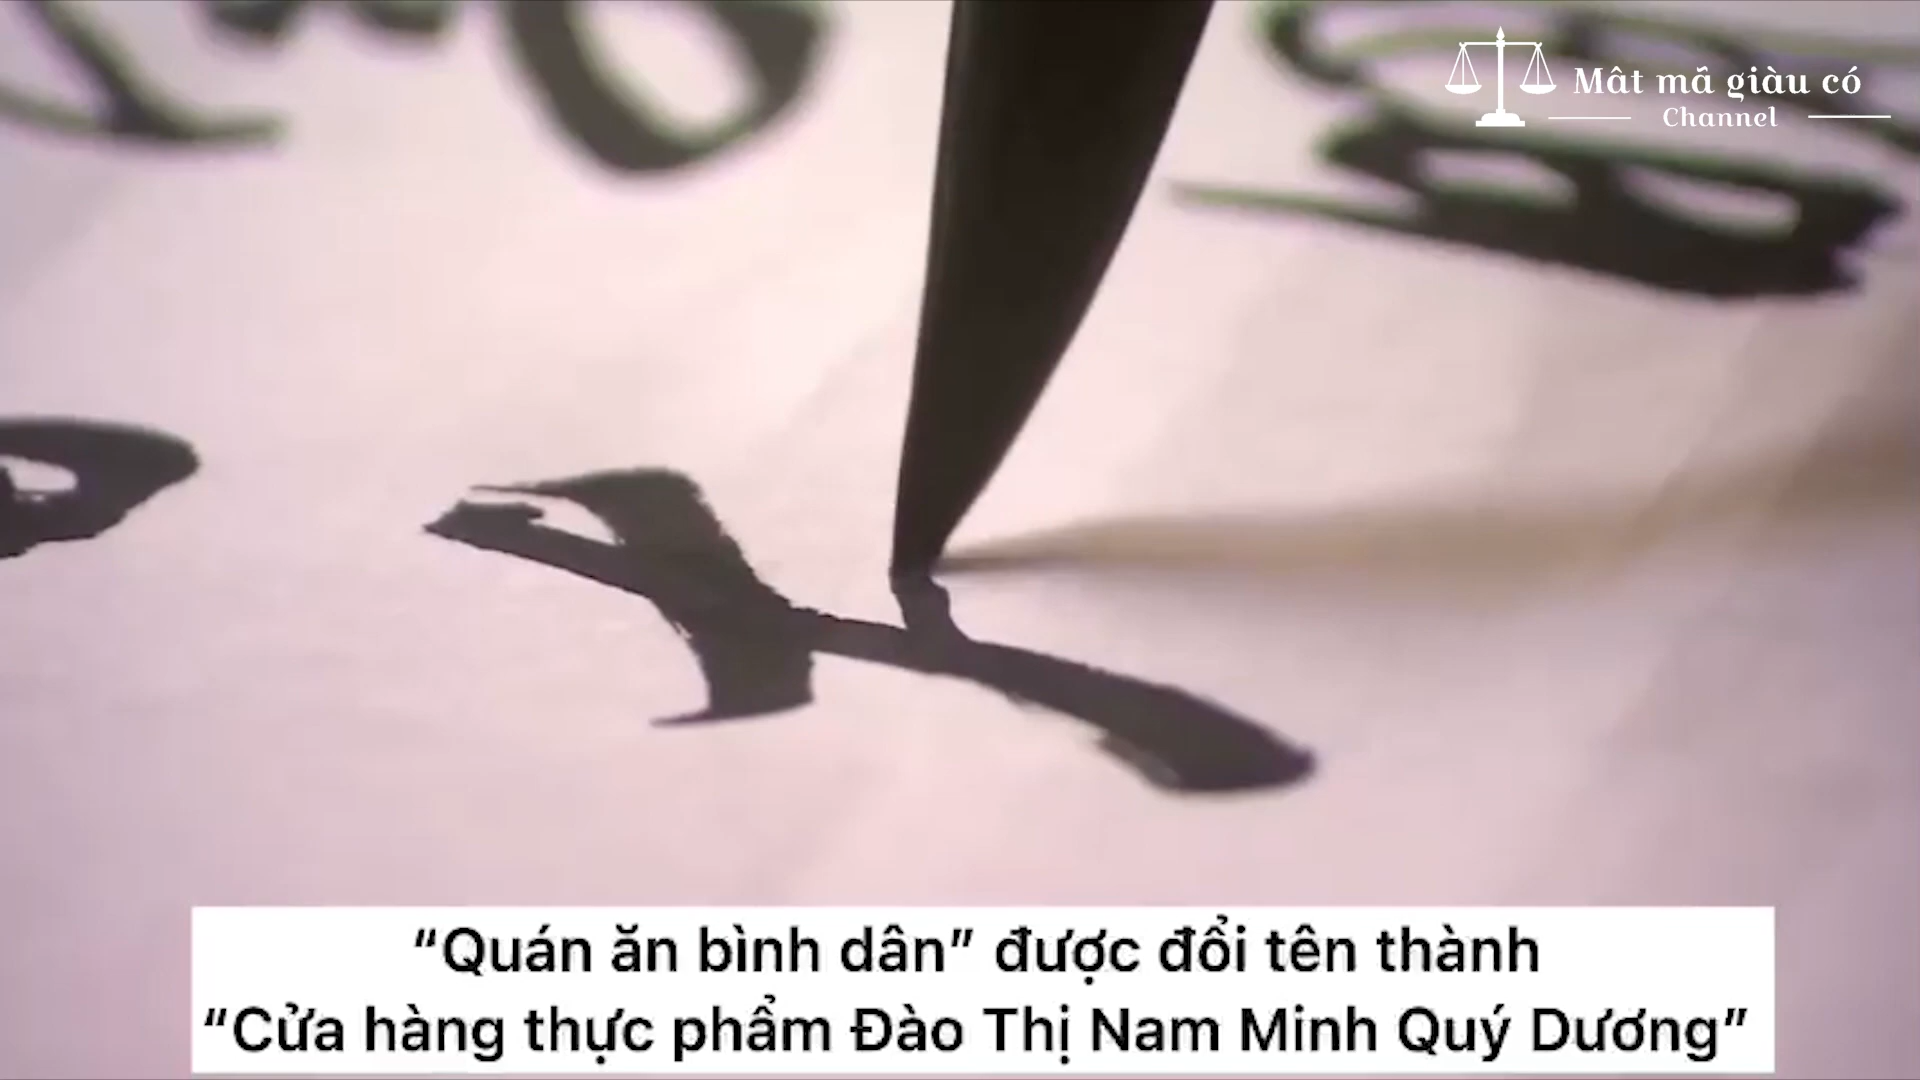 Mât mã giàu có
Channel
“Quán ăn bình dân” được đổi tên thành
“Cửa hàng thực phẩm Đào Thị Nam Minh Quý Dương”